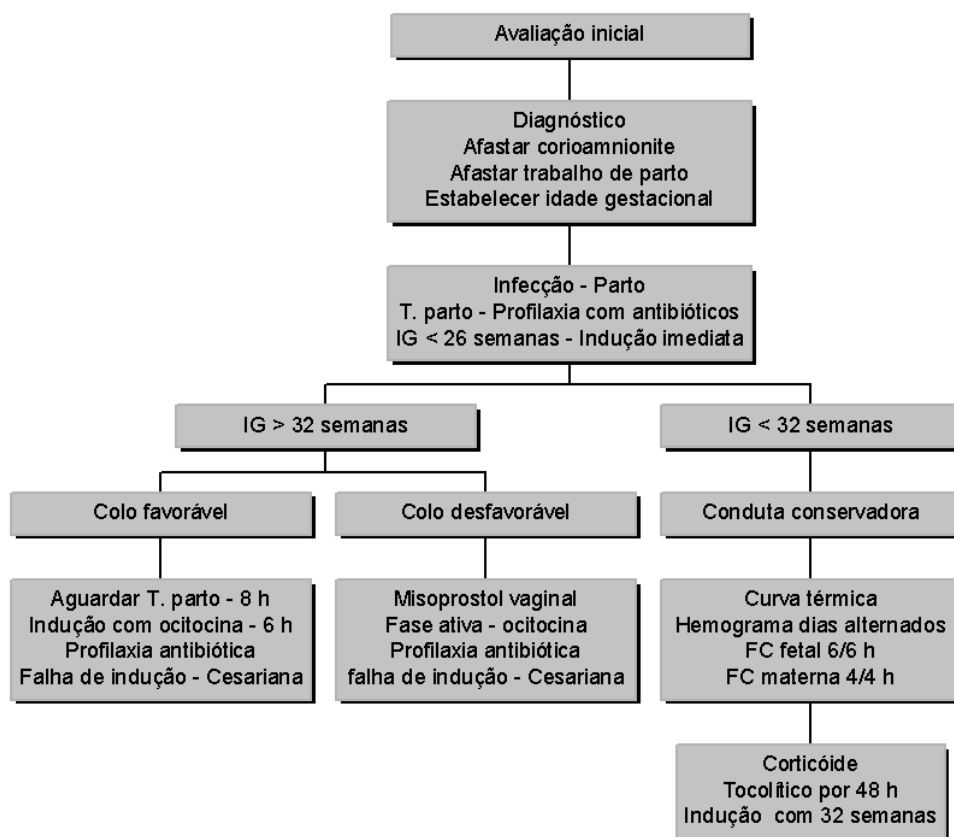 Avaliação inicial
Diagnóstico
Afastar corioamnionite
Afastar trabalho de parto
Estabelecer idade gestacional
Infecção - Parto
T. parto - Profilaxia com antibióticos
IG < 26 semanas - Indução imediata
IG > 32 semanas
IG < 32 semanas
Colo favorável
Colo desfavorável
Conduta conservadora
Aguardar T. parto - 8 h
Indução com ocitocina - 6 h
Profilaxia antibiótica
Falha de indução - Cesariana
Misoprostol vaginal
Fase ativa - ocitocina
Profilaxia antibiótica
falha de indução - Cesariana
Curva térmica
Hemograma dias alternados
FC fetal 6/6 h
FC materna 4/4 h
Corticóide
Tocolítico por 48 h
Indução com 32 semanas